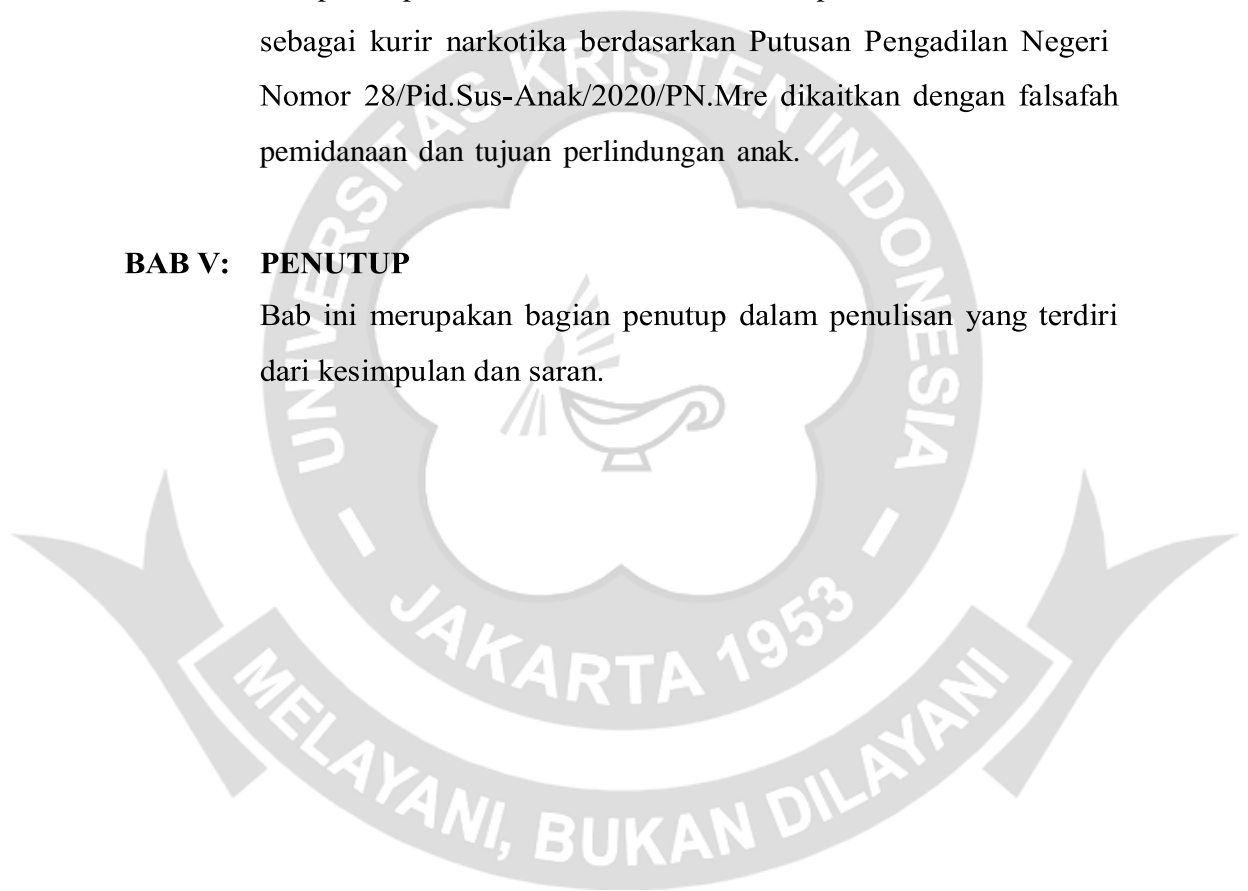 sebagai kurir narkotika berdasarkan Putusan Pengadilan Negeri
Nomor 28/Pid.Sus-Anak/2020/PN.Mre dikaitkan dengan falsafah
pemidanaan dan tujuan perlindungan anak.
BAB V: PENUTUP
Bab ini merupakan bagian penutup dalam penulisan yang terdiri
dari kesimpulan dan saran.
UNIVERSITAS KRISTEN INDONESIA
- JAKARTA 1953 -
MELAYANI, BUKAN DILAYANI